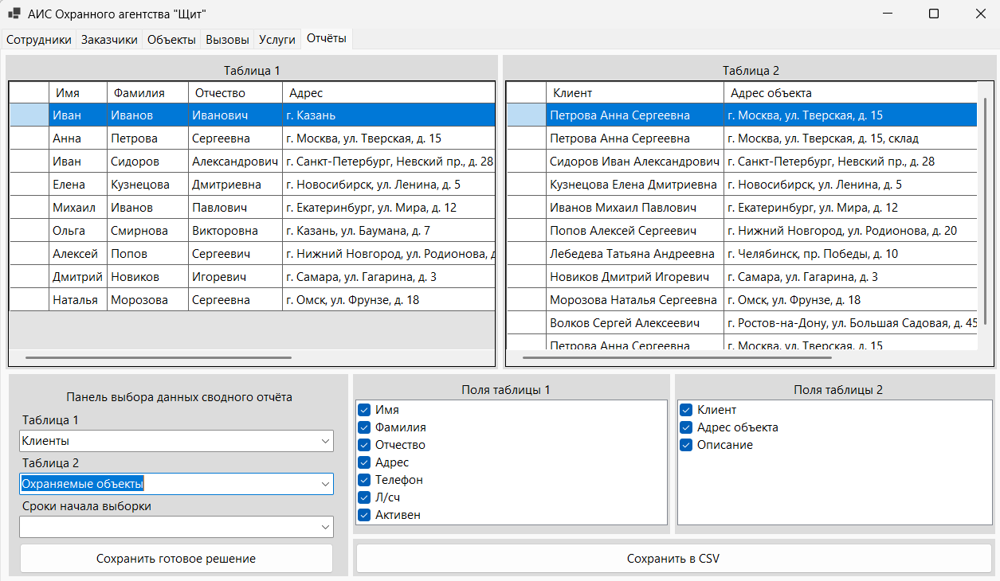 АИС Охранного агентства "Щит"
Сотрудники Заказчики Объекты Вызовы Услуги Отчёты
Таблица 1
Имя Фамилия Отчество Адрес
Иван Иванов Иванович г. Казань
Анна Петрова Сергеевна г. Москва, ул. Тверская, д. 15
Иван Сидоров Александрович г. Санкт-Петербург, Невский пр., д. 28
Елена Кузнецова Дмитриевна г. Новосибирск, ул. Ленина, д. 5
Михаил Иванов Павлович г. Екатеринбург, ул. Мира, д. 12
Ольга Смирнова Викторовна г. Казань, ул. Баумана, д. 7
Алексей Попов Сергеевич г. Нижний Новгород, ул. Родионова, д
Дмитрий Новиков Игоревич г. Самара, ул. Гагарина, д. 3
Наталья Морозова Сергеевна г. Омск, ул. Фрунзе, д. 18
Таблица 2
Клиент Адрес объекта
Петрова Анна Сергеевна г. Москва, ул. Тверская, д. 15
Петрова Анна Сергеевна г. Москва, ул. Тверская, д. 15, склад
Сидоров Иван Александрович г. Санкт-Петербург, Невский пр., д. 28
Кузнецова Елена Дмитриевна г. Новосибирск, ул. Ленина, д. 5
Иванов Михаил Павлович г. Екатеринбург, ул. Мира, д. 12
Попов Алексей Сергеевич г. Нижний Новгород, ул. Родионова, д. 20
Лебедева Татьяна Андреевна г. Челябинск, пр. Победы, д. 10
Новиков Дмитрий Игоревич г. Самара, ул. Гагарина, д. 3
Морозова Наталья Сергеевна г. Омск, ул. Фрунзе, д. 18
Волков Сергей Алексеевич г. Ростов-на-Дону, ул. Большая Садовая, д. 45
Петрова Анна Сергеевна г. Москва, ул. Тверская, д. 15
Панель выбора данных сводного отчёта
Таблица 1
Клиенты
Таблица 2
Охраняемые объекты
Сроки начала выборки
Сохранить готовое решение
Поля таблицы 1
Имя
Фамилия
Отчество
Адрес
Телефон
Л/сч
Активен
Поля таблицы 2
Клиент
Адрес объекта
Описание
Сохранить в CSV